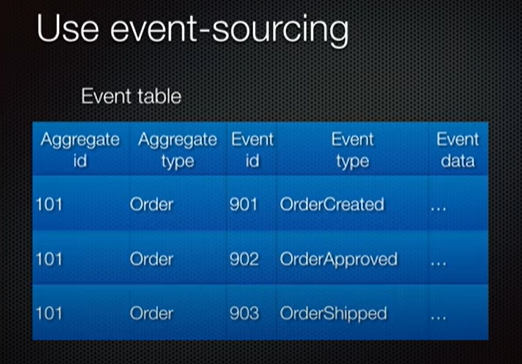 Use event-sourcing
Event table
Aggregate id Aggregate type Event id Event type Event data
101 Order 901 OrderCreated ...
101 Order 902 OrderApproved ...
101 Order 903 OrderShipped ...